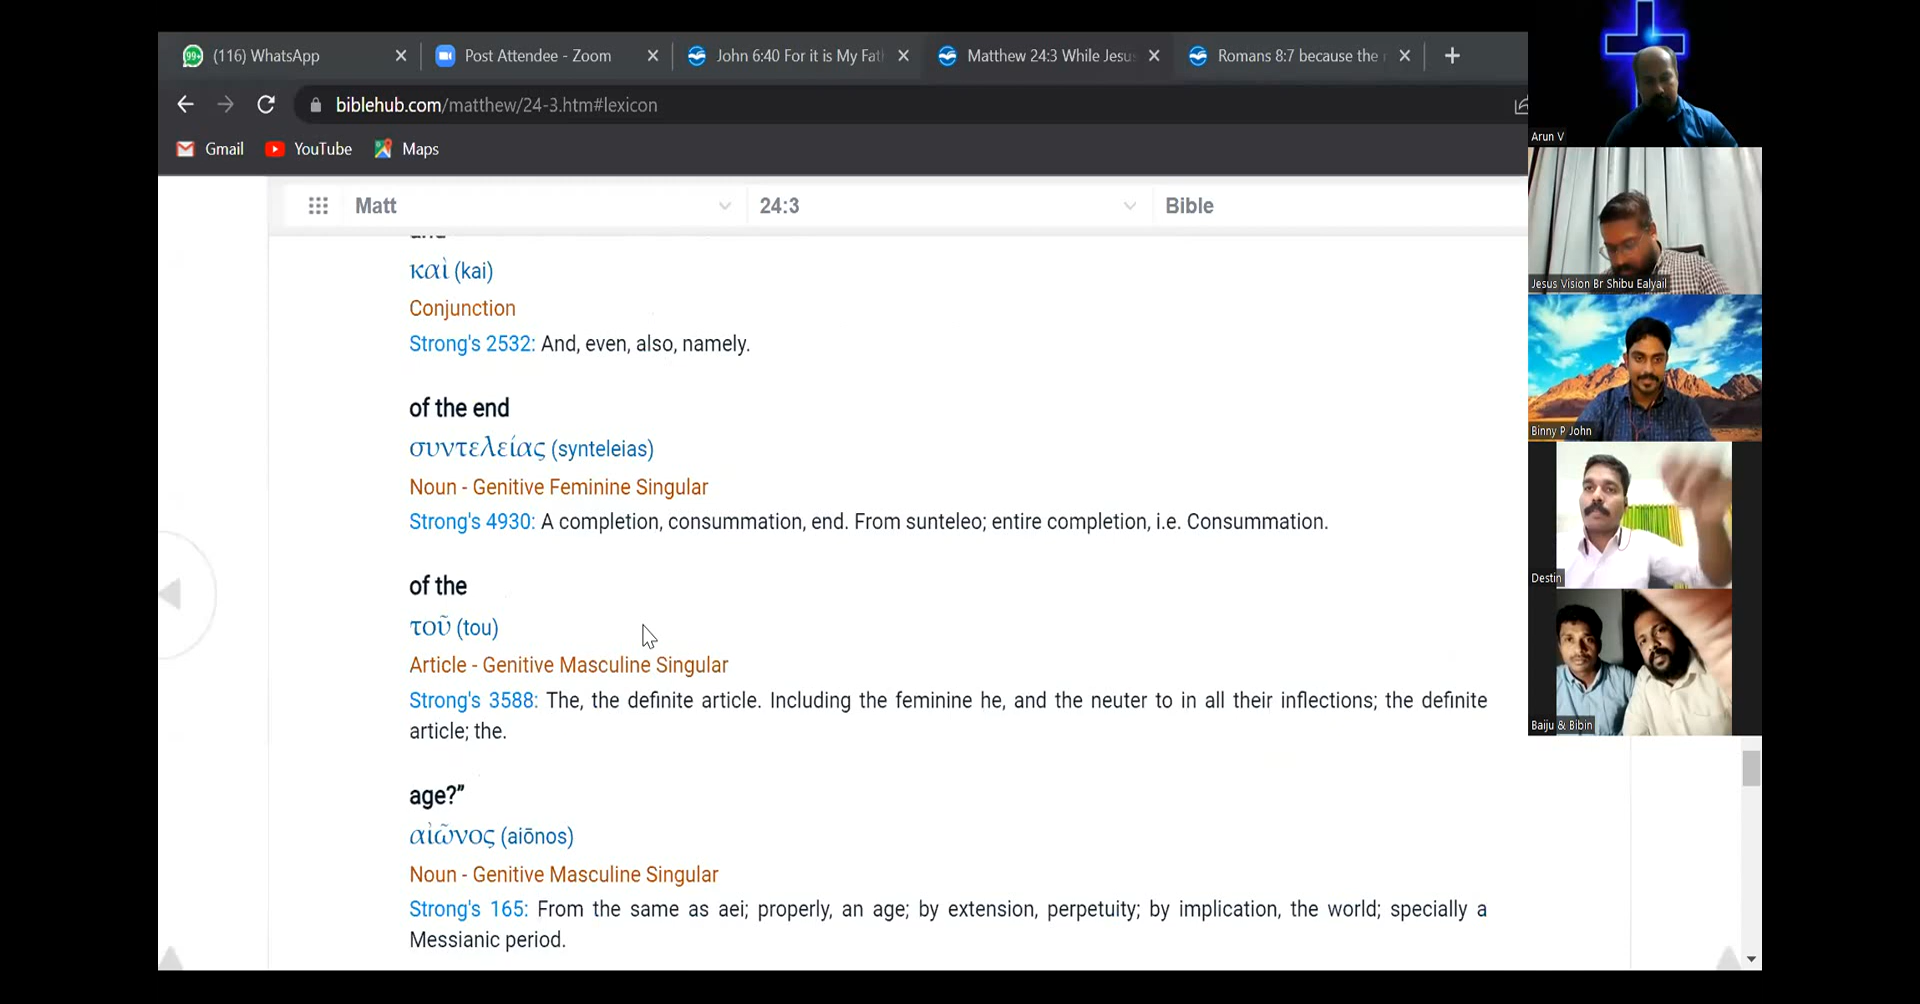 99+ (116) WhatsApp
Post Attendee - Zoom
John 6:40 For it is My Fat
Matthew 24:3 While Jesus
Romans 8:7 because the
biblehub.com/matthew/24-3.htm#lexicon
Gmail YouTube Maps
Matt 24:3 Bible
and
καὶ (kai)
Conjunction
Strong's 2532: And, even, also, namely.
of the end
συντελείας (synteleias)
Noun - Genitive Feminine Singular
Strong's 4930: A completion, consummation, end. From sunteleo; entire completion, i.e. Consummation.
of the
τοῦ (tou)
Article - Genitive Masculine Singular
Strong's 3588: The, the definite article. Including the feminine he, and the neuter to in all their inflections; the definite
article; the.
age?”
αἰῶνος (aiōnos)
Noun - Genitive Masculine Singular
Strong's 165: From the same as aei; properly, an age; by extension, perpetuity; by implication, the world; specially a
Messianic period.
Arun V
Jesus Vision Br Shibu Ealyail
Binny P John
Destin
Baiju & Bibin